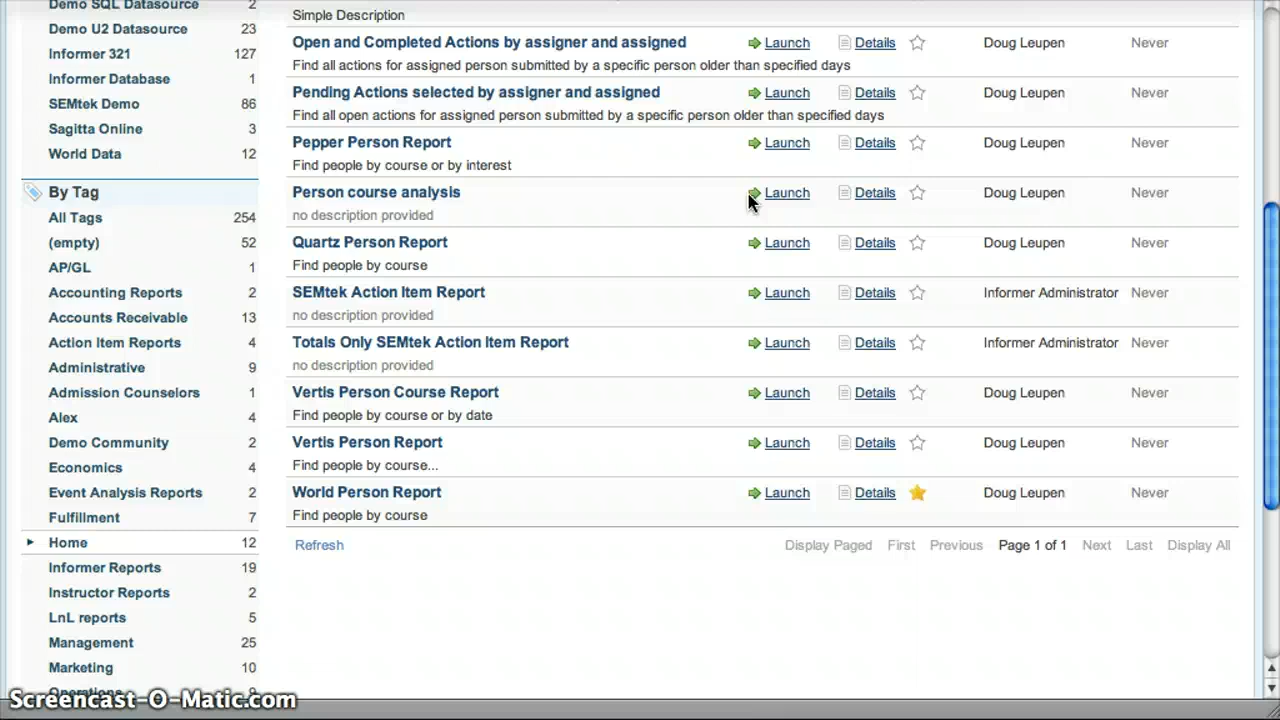 Demo SQL Datasource 2
Demo U2 Datasource 23
Informer 321 127
Informer Database 1
SEMtek Demo 86
Sagitta Online 3
World Data 12
By Tag
All Tags 254
(empty) 52
AP/GL 1
Accounting Reports 2
Accounts Receivable 13
Action Item Reports 4
Administrative 9
Admission Counselors 1
Alex 4
Demo Community 2
Economics 4
Event Analysis Reports 2
Fulfillment 7
Home 12
Informer Reports 19
Instructor Reports 2
LnL reports 5
Management 25
Marketing 10
Operations 9
Simple Description
Open and Completed Actions by assigner and assigned Launch Details Doug Leupen Never
Find all actions for assigned person submitted by a specific person older than specified days
Pending Actions selected by assigner and assigned Launch Details Doug Leupen Never
Find all open actions for assigned person submitted by a specific person older than specified days
Pepper Person Report Launch Details Doug Leupen Never
Find people by course or by interest
Person course analysis Launch Details Doug Leupen Never
no description provided
Quartz Person Report Launch Details Doug Leupen Never
Find people by course
SEMtek Action Item Report Launch Details Informer Administrator Never
no description provided
Totals Only SEMtek Action Item Report Launch Details Informer Administrator Never
no description provided
Vertis Person Course Report Launch Details Doug Leupen Never
Find people by course or by date
Vertis Person Report Launch Details Doug Leupen Never
Find people by course...
World Person Report Launch Details Doug Leupen Never
Find people by course
Refresh Display Paged First Previous Page 1 of 1 Next Last Display All
Screencast-O-Matic.com